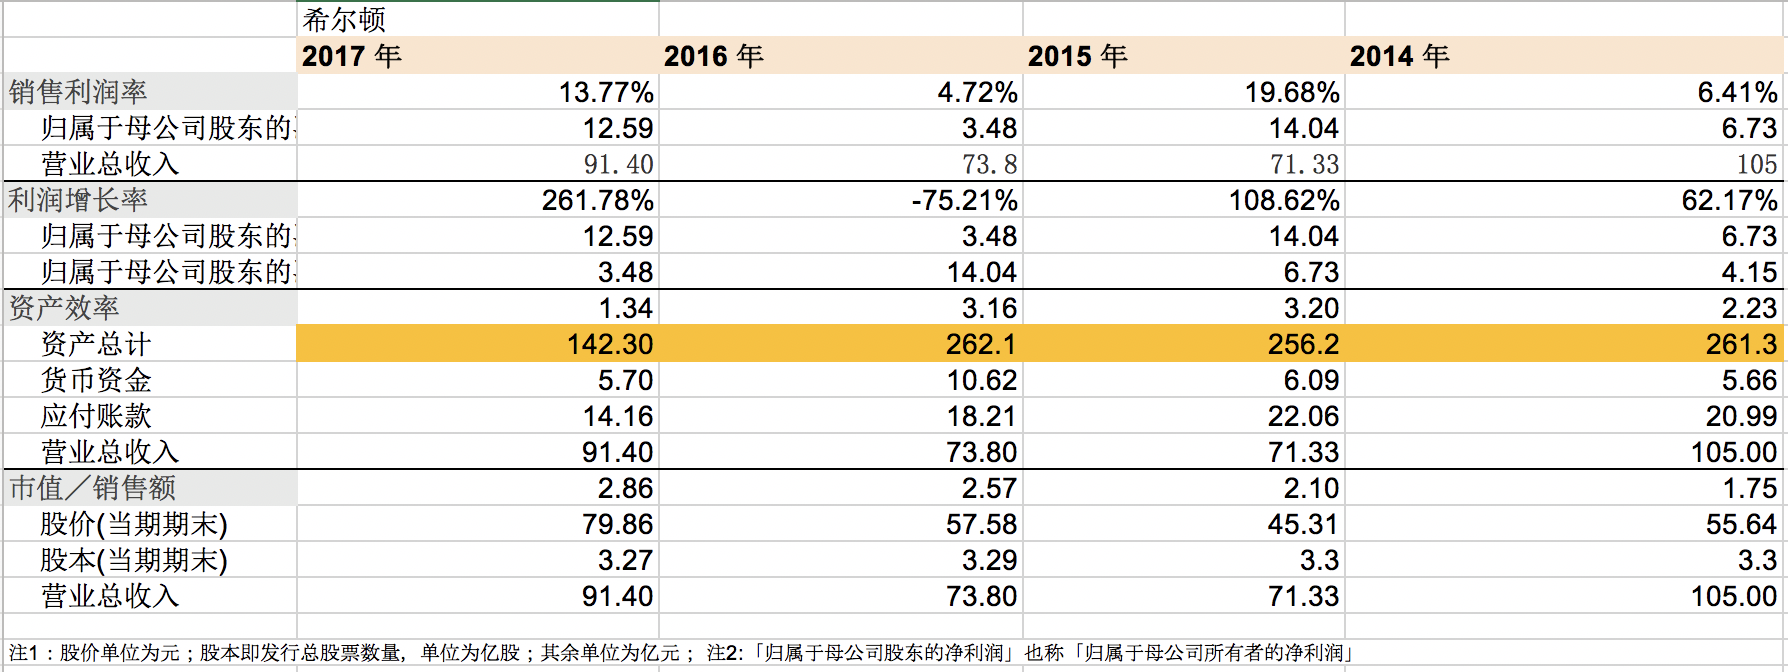 希尔顿
2017 年 2016 年 2015 年 2014 年
销售利润率 13.77% 4.72% 19.68% 6.41%
归属于母公司股东的 12.59 3.48 14.04 6.73
营业总收入 91.40 73.8 71.33 105
利润增长率 261.78% -75.21% 108.62% 62.17%
归属于母公司股东的 12.59 3.48 14.04 6.73
归属于母公司股东的 3.48 14.04 6.73 4.15
资产效率 1.34 3.16 3.20 2.23
资产总计 142.30 262.1 256.2 261.3
货币资金 5.70 10.62 6.09 5.66
应付账款 14.16 18.21 22.06 20.99
营业总收入 91.40 73.80 71.33 105.00
市值／销售额 2.86 2.57 2.10 1.75
股价(当期期末) 79.86 57.58 45.31 55.64
股本(当期期末) 3.27 3.29 3.3 3.3
营业总收入 91.40 73.80 71.33 105.00
注1：股价单位为元；股本即发行总股票数量，单位为亿股；其余单位为亿元； 注2:「归属于母公司股东的净利润」也称「归属于母公司所有者的净利润」